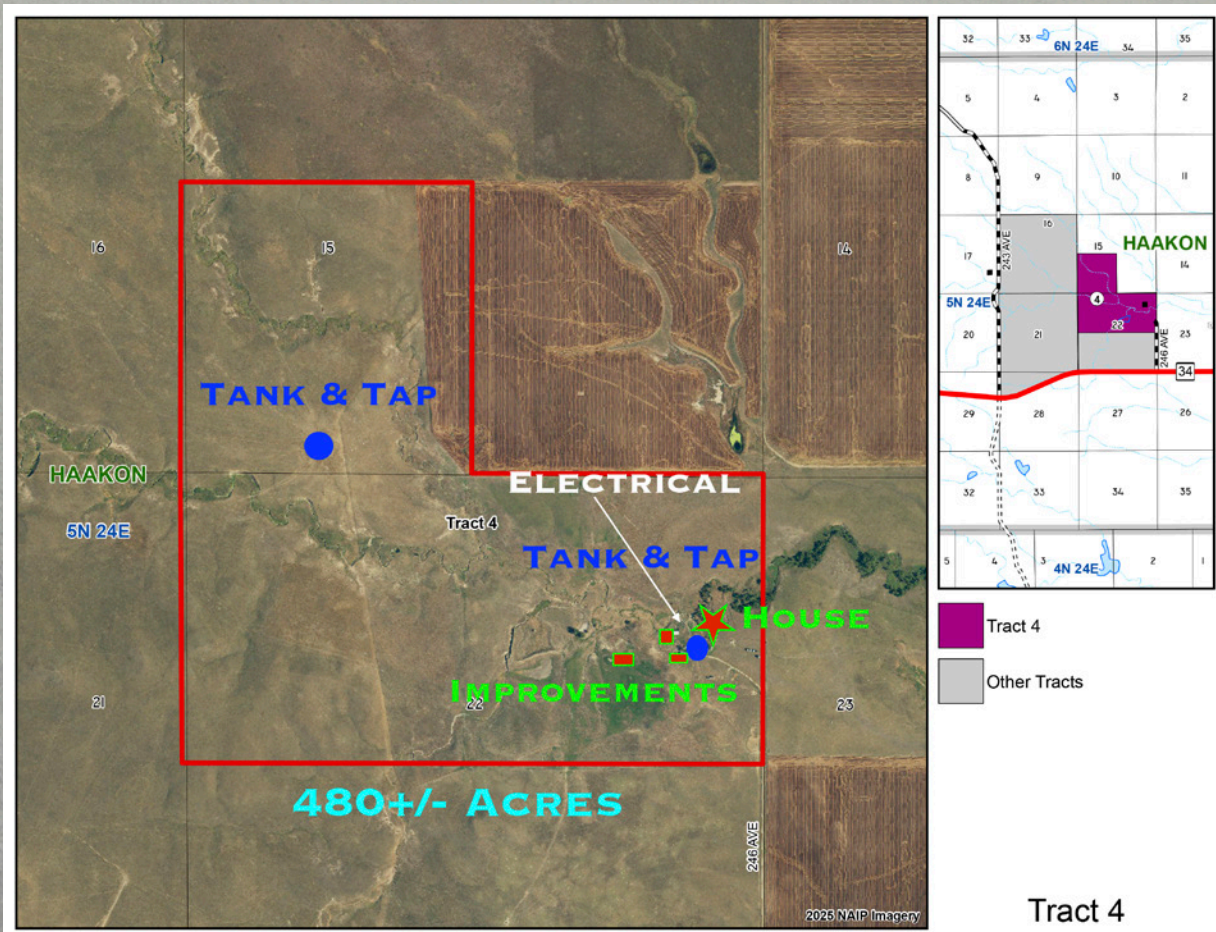 16
15
14
TANK & TAP
HAAKON
5N 24E
Tract 4
ELECTRICAL
TANK & TAP
HOUSE
IMPROVEMENTS
21
22
23
480+/- ACRES
246 AVE
2025 NAIP Imagery
32
33
6N 24E
34
35
5
4
3
2
8
9
10
11
16
15
HAAKON
17
14
243 AVE
4
5N 24E
20
21
22
23
246 AVE
34
29
28
27
26
32
33
34
35
5
4
3
4N 24E
2
1
Tract 4
Other Tracts
Tract 4